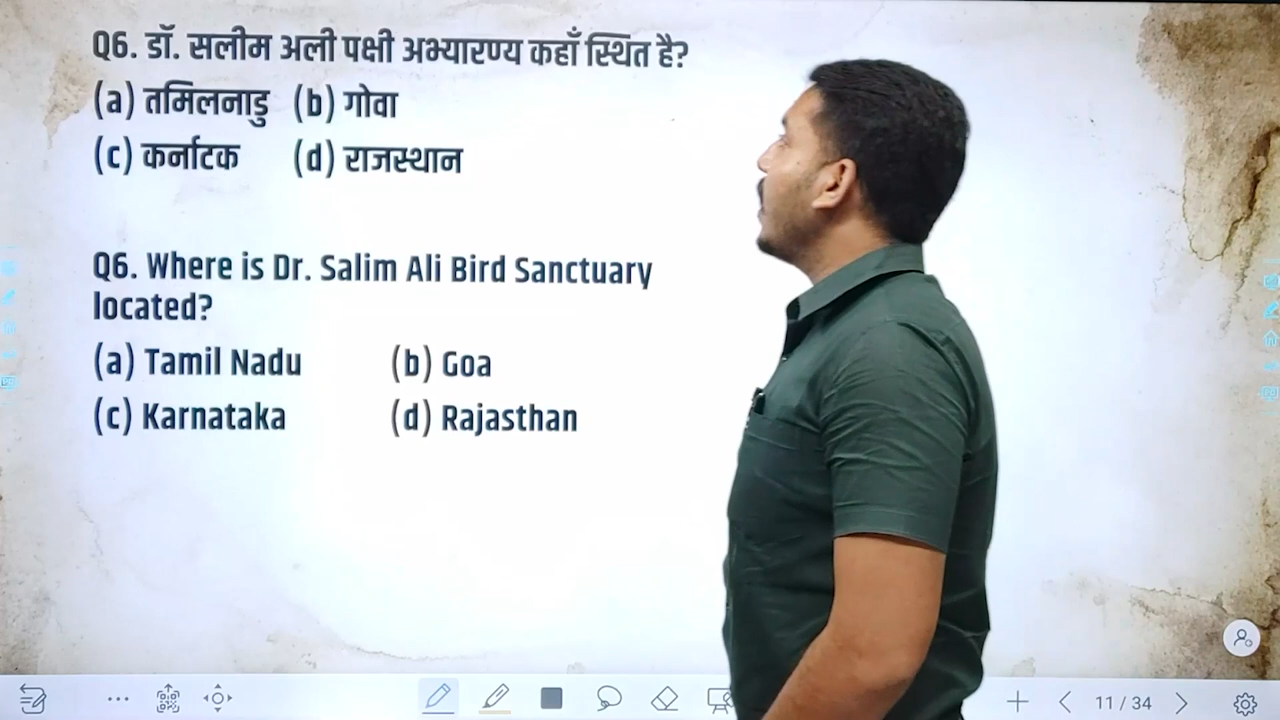 Q6. डॉ. सलीम अली पक्षी अभ्यारण्य कहाँ स्थित है?
(a) तमिलनाडु (b) गोवा
(c) कर्नाटक (d) राजस्थान
Q6. Where is Dr. Salim Ali Bird Sanctuary
located?
(a) Tamil Nadu (b) Goa
(c) Karnataka (d) Rajasthan
11 / 34